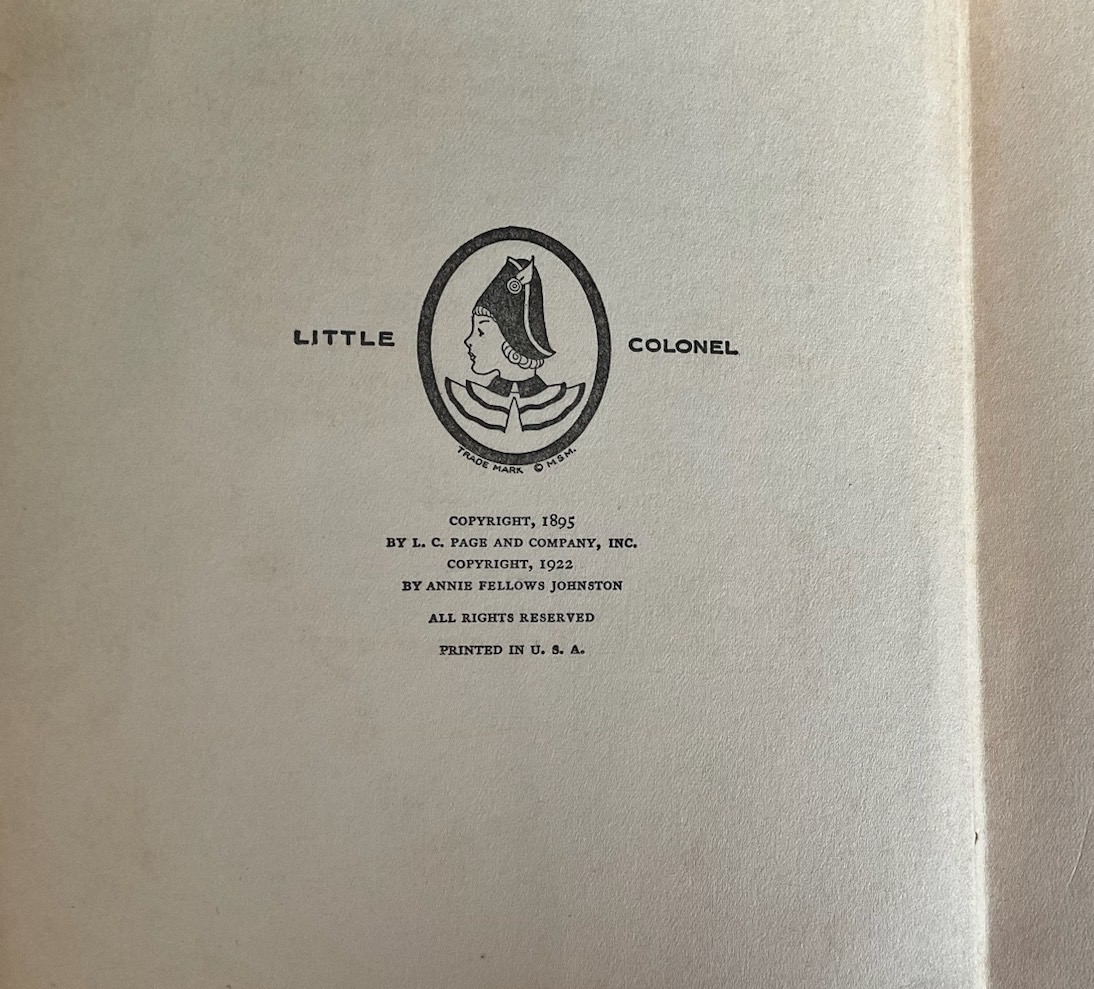 LITTLE COLONEL
TRADE MARK © M.S.M.
COPYRIGHT, 1895
BY L. C. PAGE AND COMPANY, INC.
COPYRIGHT, 1922
BY ANNIE FELLOWS JOHNSTON
ALL RIGHTS RESERVED
PRINTED IN U. S. A.